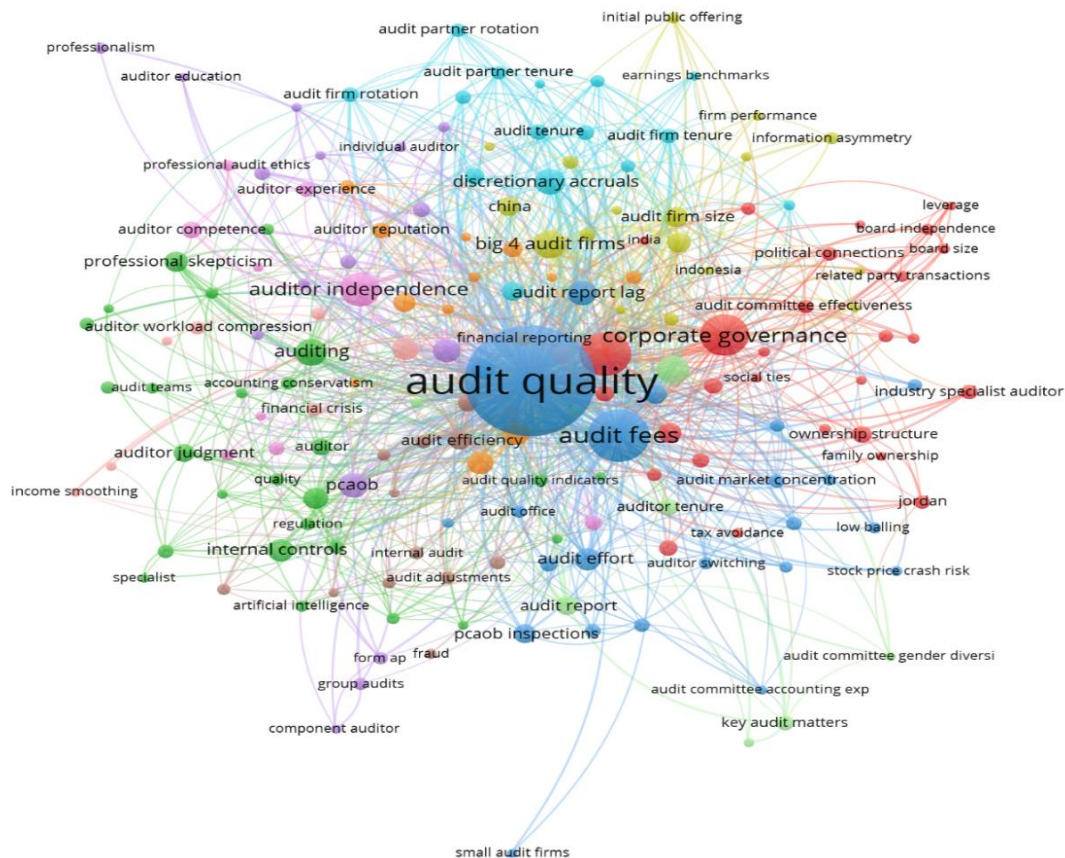 initial public offering
audit partner rotation
professionalism
audit partner tenure
earnings benchmarks
auditor education
audit firm rotation
firm performance
audit tenure
audit firm tenure
information asymmetry
individual auditor
professional audit ethics
discretionary accruals
auditor experience
leverage
china
audit firm size
auditor reputation
board independence
auditor competence
big 4 audit firms
india
political connections
board size
professional skepticism
indonesia
related party transactions
auditor independence
audit report lag
audit committee effectiveness
auditor workload compression
financial reporting
corporate governance
auditing
audit quality
social ties
audit teams
accounting conservatism
industry specialist auditor
financial crisis
audit fees
ownership structure
audit efficiency
auditor
auditor judgment
family ownership
quality
audit quality indicators
audit market concentration
pcaob
income smoothing
jordan
auditor tenure
audit office
regulation
low balling
tax avoidance
internal controls
internal audit
audit effort
auditor switching
stock price crash risk
specialist
audit adjustments
artificial intelligence
audit report
pcaob inspections
fraud
form ap
audit committee gender diversi
group audits
audit committee accounting exp
key audit matters
component auditor
small audit firms